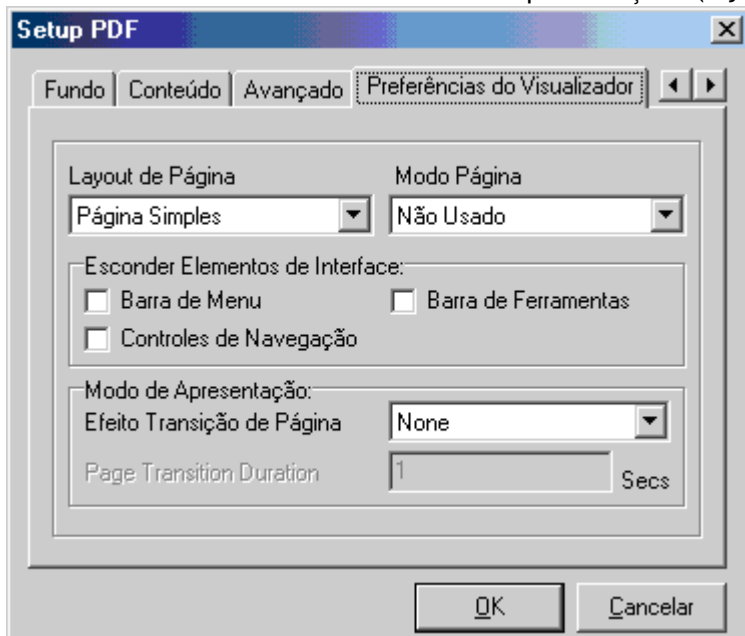 Setup PDF
Fundo Conteúdo Avançado Preferências do Visualizador
Layout de Página Modo Página
Página Simples Não Usado
Esconder Elementos de Interface:
Barra de Menu Barra de Ferramentas
Controles de Navegação
Modo de Apresentação:
Efeito Transição de Página None
Page Transition Duration 1 Secs
OK Cancelar